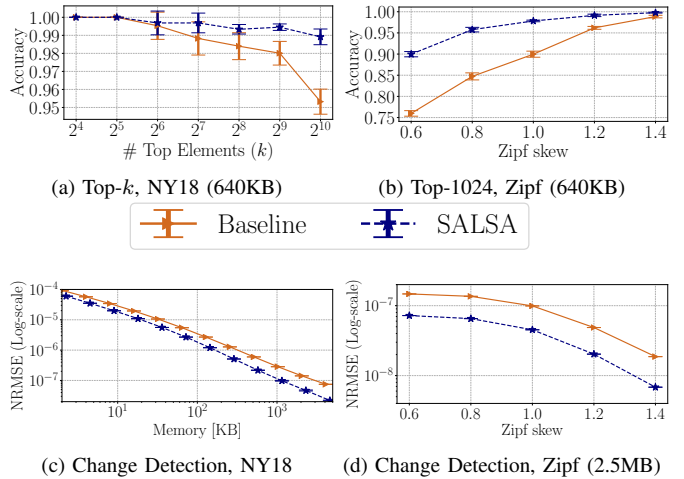 1.00
0.99
0.98
0.97
0.96
0.95
Accuracy
2^4 2^5 2^6 2^7 2^8 2^9 2^10
# Top Elements (k)
(a) Top-k, NY18 (640KB)
1.00
0.95
0.90
0.85
0.80
0.75
Accuracy
0.6 0.8 1.0 1.2 1.4
Zipf skew
(b) Top-1024, Zipf (640KB)
Baseline SALSA
10^-4
10^-5
10^-6
10^-7
NRMSE (Log-scale)
10^1 10^2 10^3
Memory [KB]
(c) Change Detection, NY18
10^-7
10^-8
NRMSE (Log-scale)
0.6 0.8 1.0 1.2 1.4
Zipf skew
(d) Change Detection, Zipf (2.5MB)